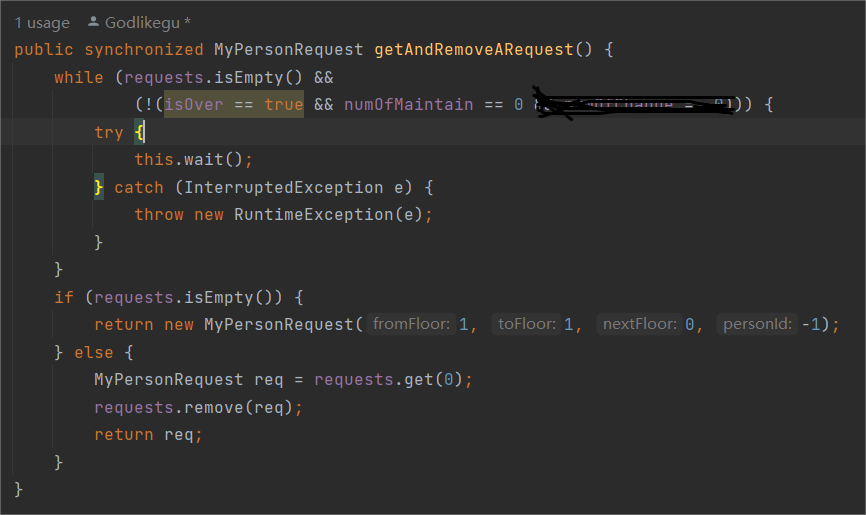 1 usage Godlikegu *
public synchronized MyPersonRequest getAndRemoveARequest() {
while (requests.isEmpty() &&
(!(isOver == true && numOfMaintain == 0 ))) {
try {
this.wait();
} catch (InterruptedException e) {
throw new RuntimeException(e);
}
}
if (requests.isEmpty()) {
return new MyPersonRequest( fromFloor: 1, toFloor: 1, nextFloor: 0, personId: -1);
} else {
MyPersonRequest req = requests.get(0);
requests.remove(req);
return req;
}
}